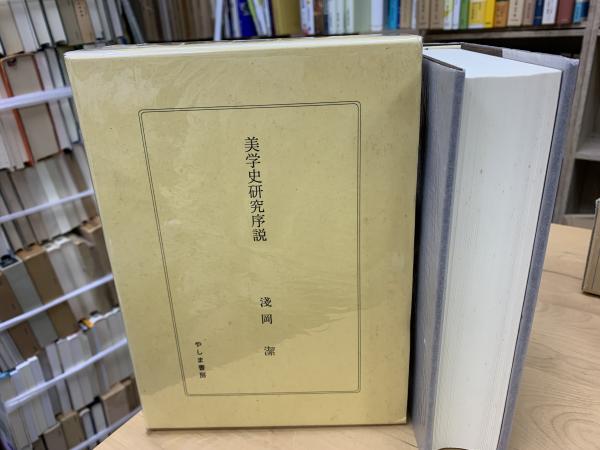 美学史研究序説
淺岡 潔
やしま書房